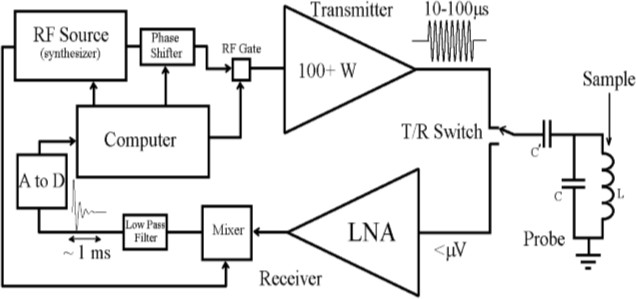 RF Source
(synthesizer)
Phase
Shifter
RF Gate
Transmitter
100+ W
10-100µs
Sample
T/R Switch
Computer
A to D
C'
C
L
Probe
~ 1 ms
Low Pass
Filter
Mixer
LNA
<µV
Receiver